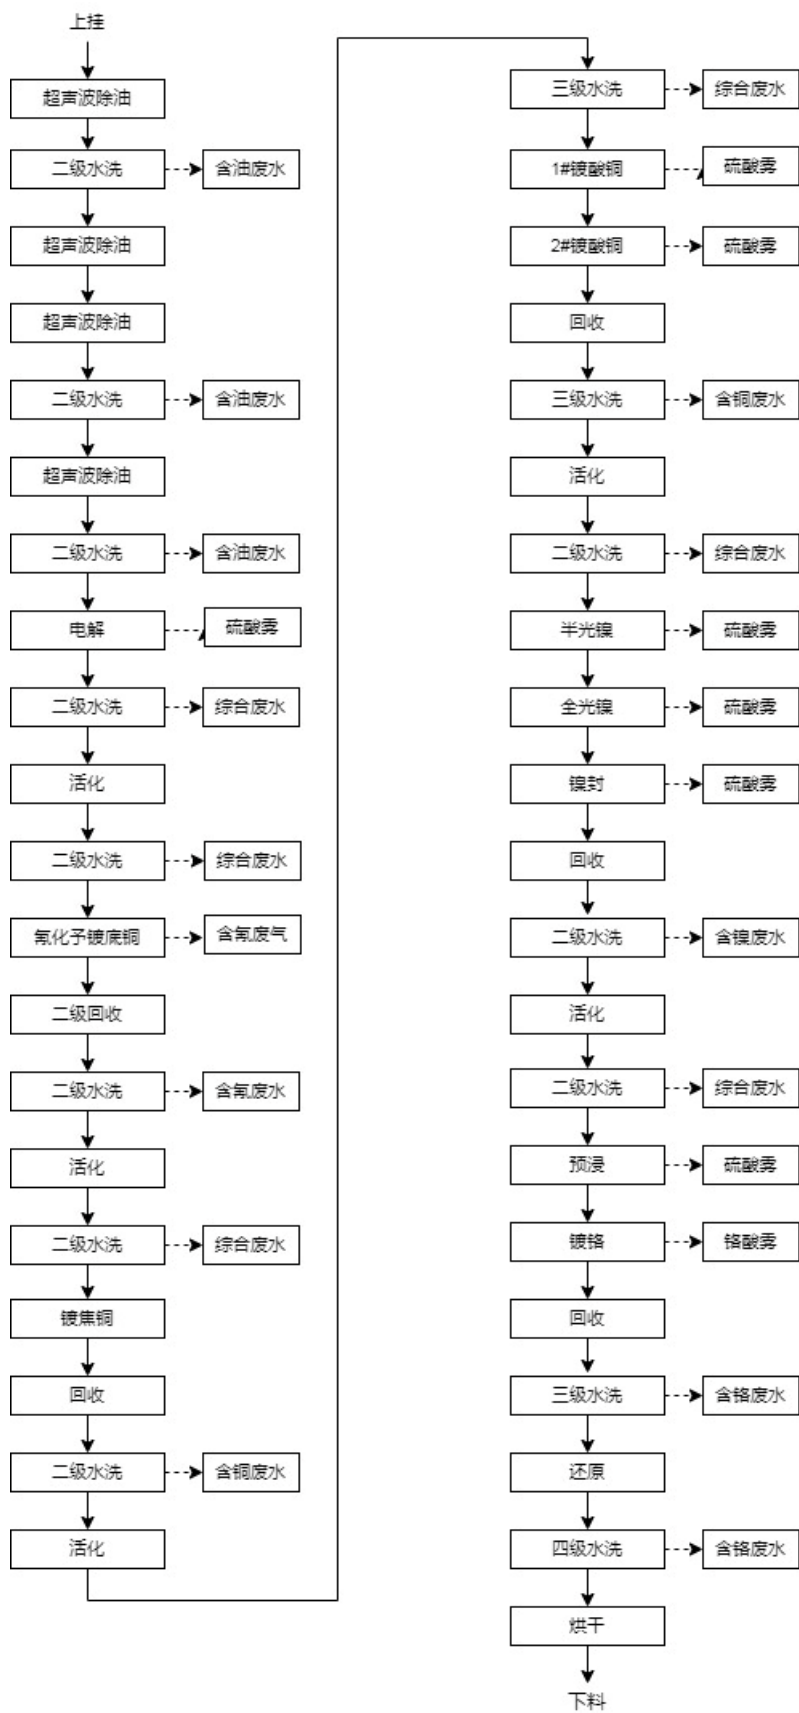 上挂
超声波除油
二级水洗
含油废水
超声波除油
超声波除油
二级水洗
含油废水
超声波除油
二级水洗
含油废水
电解
硫酸雾
二级水洗
综合废水
活化
二级水洗
综合废水
氰化予镀底铜
含氰废气
二级回收
二级水洗
含氰废水
活化
二级水洗
综合废水
镀焦铜
回收
二级水洗
含铜废水
活化
三级水洗
综合废水
1#镀酸铜
硫酸雾
2#镀酸铜
硫酸雾
回收
三级水洗
含铜废水
活化
二级水洗
综合废水
半光镍
硫酸雾
全光镍
硫酸雾
镍封
硫酸雾
回收
二级水洗
含镍废水
活化
二级水洗
综合废水
预浸
硫酸雾
镀铬
铬酸雾
回收
三级水洗
含铬废水
还原
四级水洗
含铬废水
烘干
下料